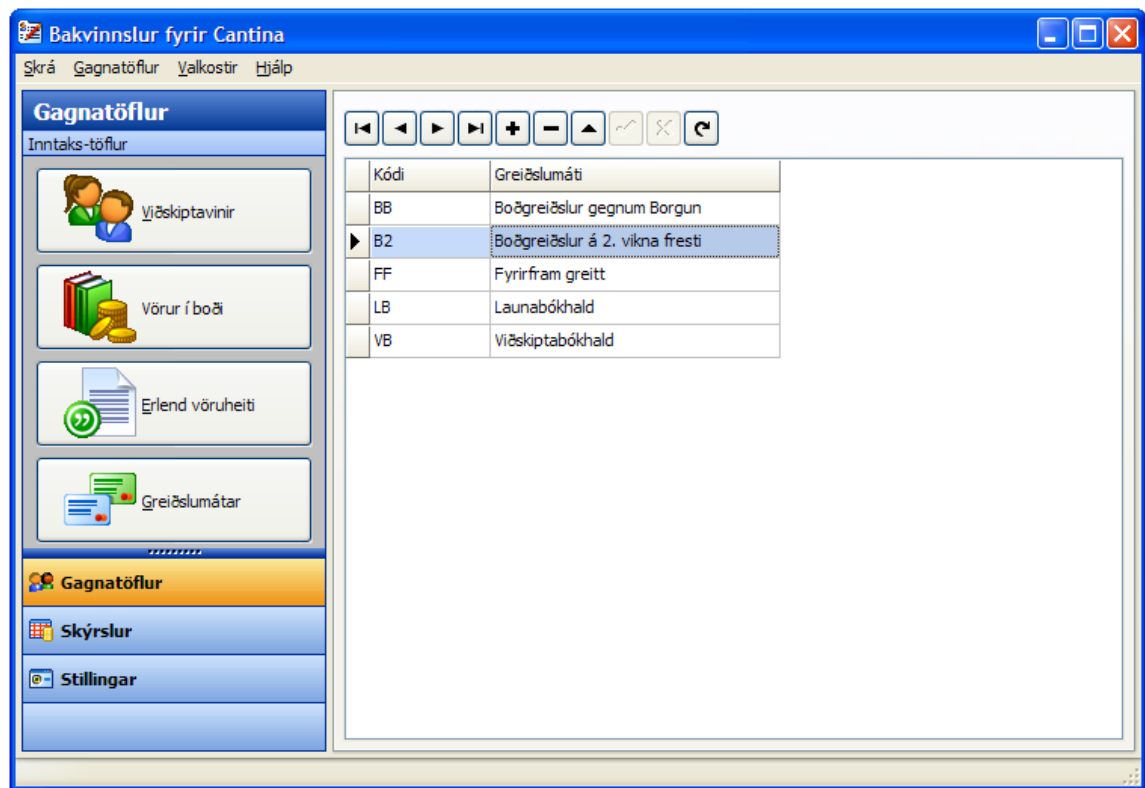 Bakvinnslur fyrir Cantina
Skrá Gagnatöflur Valkostir Hjálp
Gagnatöflur
Inntaks-töflur
Viðskiptavinir
Vörur í boði
Erlend vöruheiti
Greiðslumátar
Gagnatöflur
Skýrslur
Stillingar
Kódi Greiðslumáti
BB Boðgreiðslur gegnum Borgun
B2 Boðgreiðslur á 2. vikna fresti
FF Fyrirfram greitt
LB Launabókhald
VB Viðskiptabókhald